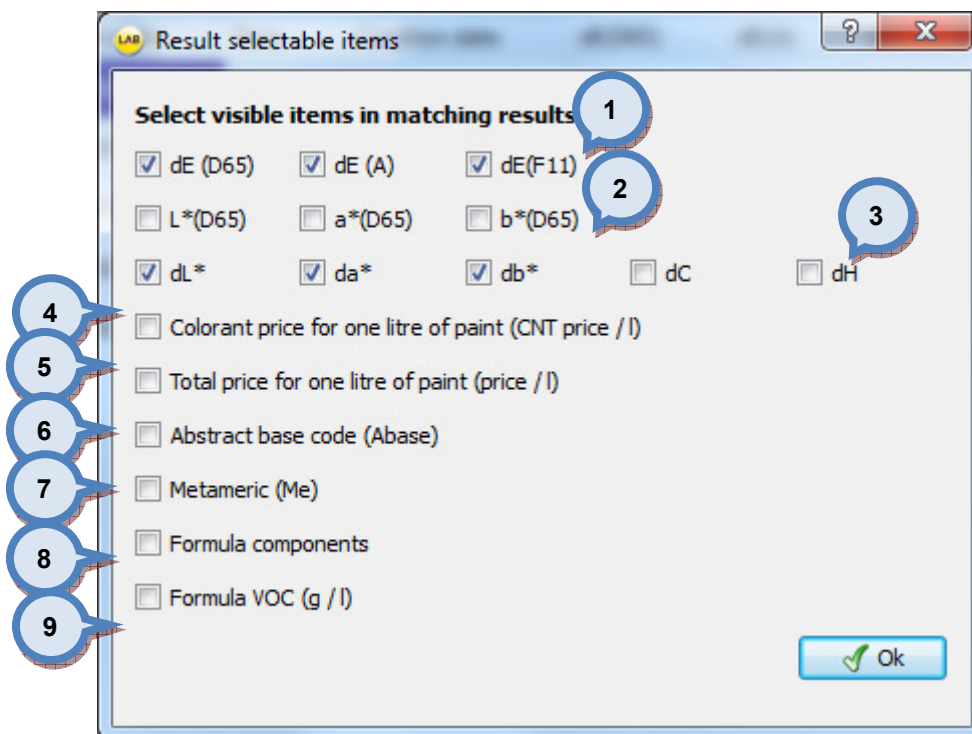 LAB Result selectable items ?
Select visible items in matching results 1
dE (D65) dE (A) dE(F11)
2
L*(D65) a*(D65) b*(D65) 3
dL* da* db* dC dH
4 Colorant price for one litre of paint (CNT price / l)
5 Total price for one litre of paint (price / l)
6 Abstract base code (Abase)
7 Metameric (Me)
8 Formula components
9 Formula VOC (g / l)
Ok